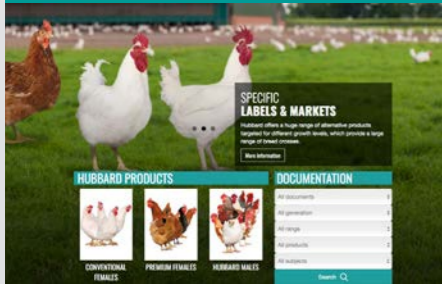 SPECIFIC
LABELS & MARKETS
Hubbard offers a huge range of alternative products
targeted for different growth levels, which provide a large
range of breed crosses.
More Information
HUBBARD PRODUCTS
CONVENTIONAL
FEMALES
PREMIUM FEMALES
HUBBARD MALES
DOCUMENTATION
All documents
All generation
All range
All products
All subjects
Search